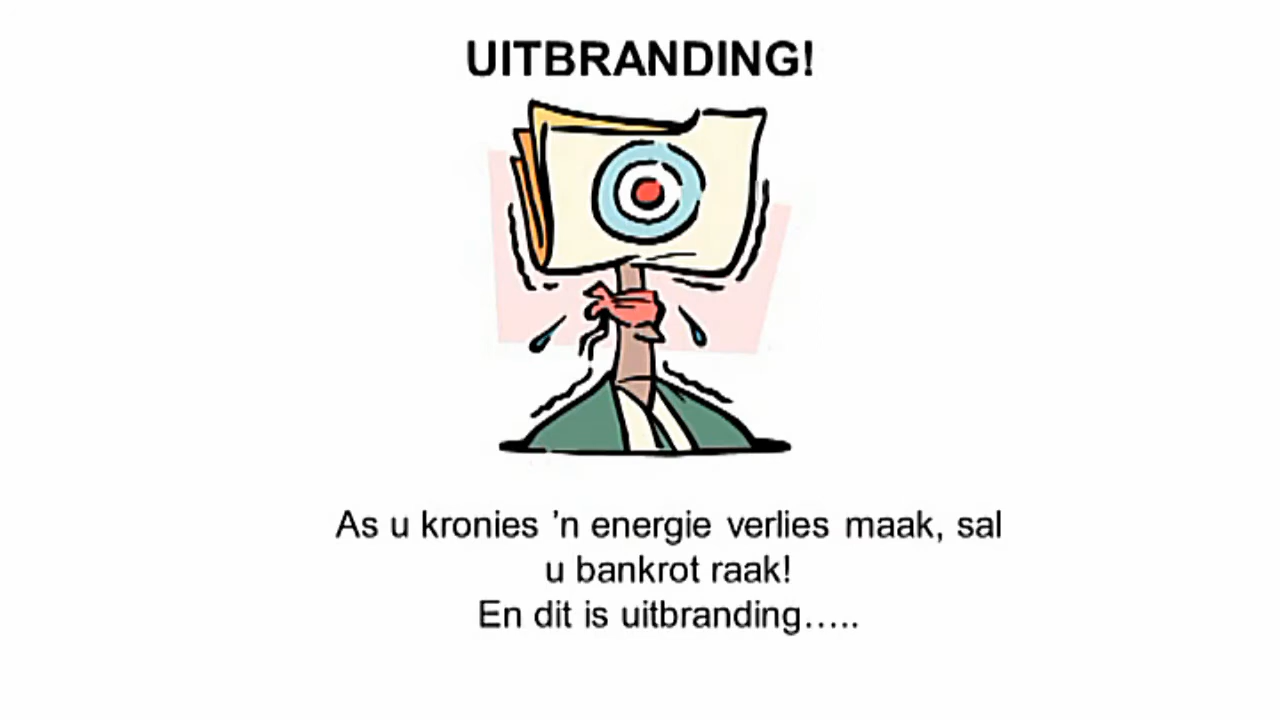 UITBRANDING!
As u kronies ’n energie verlies maak, sal
u bankrot raak!
En dit is uitbranding…..